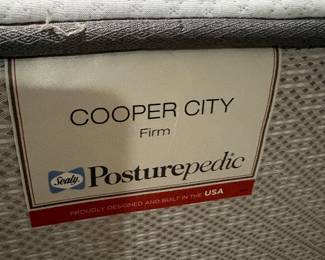 COOPER CITY
Firm
Sealy Posturepedic
PROUDLY DESIGNED AND BUILT IN THE USA